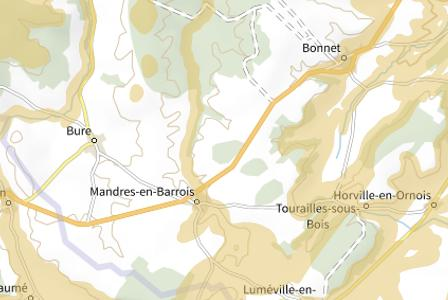 Bonnet
Bure
Mandres-en-Barrois
Horville-en-Ornois
Tourailles-sous-
Bois
Luméville-en-